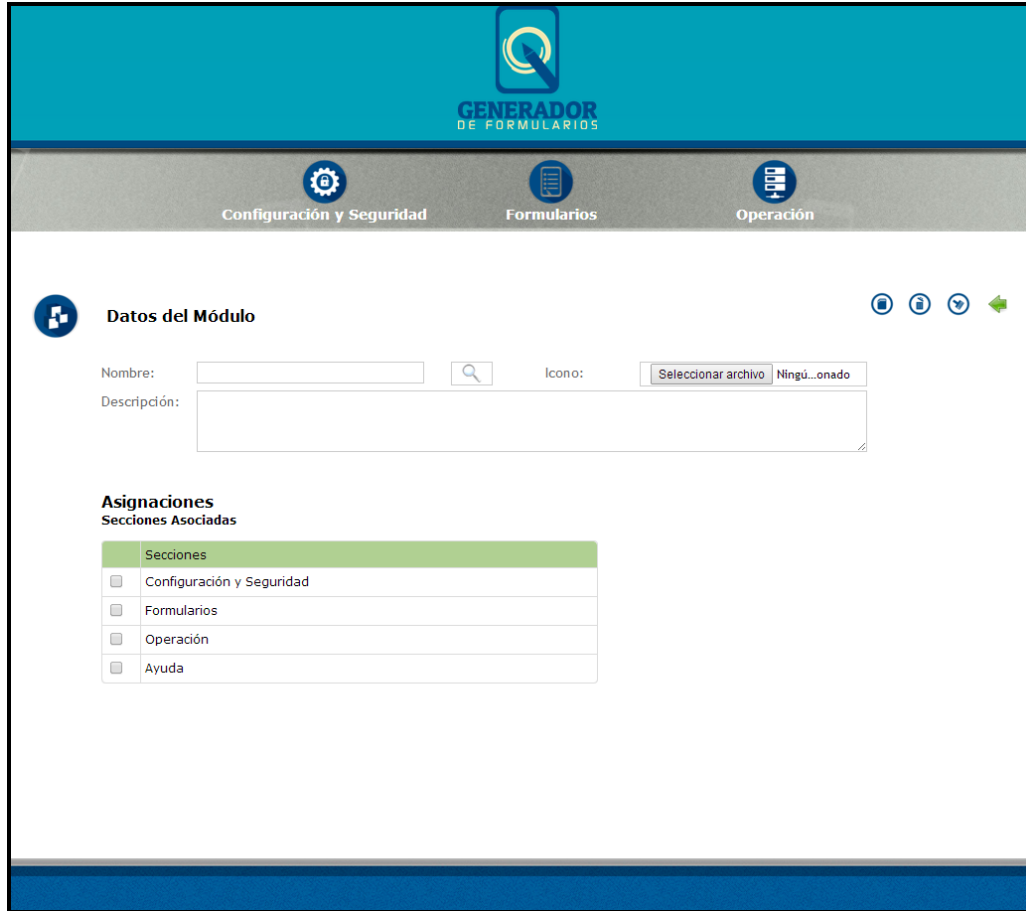 GENERADOR
DE FORMULARIOS
Configuración y Seguridad Formularios Operación
Datos del Módulo
Nombre: Icono: Seleccionar archivo Ningú...onado
Descripción:
Asignaciones
Secciones Asociadas
Secciones
Configuración y Seguridad
Formularios
Operación
Ayuda